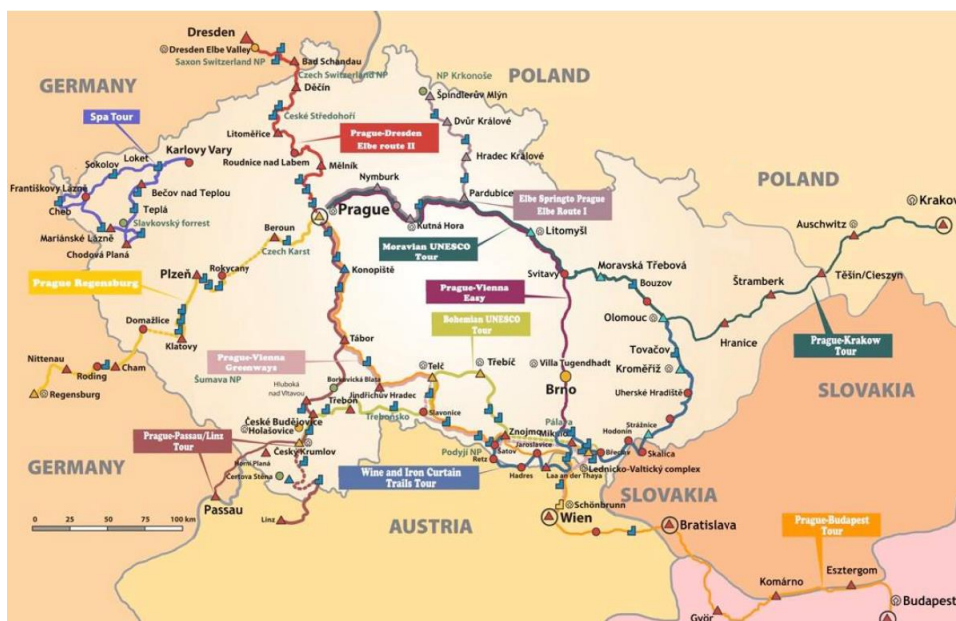 Dresden
Dresden Elbe Valley
Saxon Switzerland NP
Bad Schandau
GERMANY
Czech Switzerland NP
Děčín
NP Krkonoše
POLAND
Špindlerův Mlýn
České Středohoří
Dvůr Králové
Spa Tour
Litoměřice
Prague-Dresden
Elbe route II
Karlovy Vary
Loket
Sokolov
Roudnice nad Labem
Mělník
Hradec Králové
Františkovy Lázně
Cheb
Bečov nad Teplou
Nymburk
Pardubice
Elbe Springto Prague
Elbe Route I
POLAND
Krakow
Teplá
Slavkovský forrest
Prague
Kutná Hora
Mariánské Lázně
Chodová Planá
Beroun
Czech Karst
Moravian UNESCO
Tour
Litomyšl
Auschwitz
Plzeň
Rokycany
Konopiště
Svitavy
Moravská Třebová
Bouzov
Těšín/Cieszyn
Prague Regensburg
Prague-Vienna
Easy
Štramberk
Domažlice
Klatovy
Tábor
Bohemian UNESCO
Tour
Olomouc
Hranice
Prague-Krakow
Tour
Nittenau
Roding
Cham
Regensburg
Šumava NP
Prague-Vienna
Greenways
Borkovická Blata
Hluboká
nad Vltavou
Jindřichův Hradec
Telč
Třebíč
Villa Tugendhadt
Brno
Tovačov
Kroměříž
SLOVAKIA
Uherské Hradiště
Třeboň
Třeboňsko
Slavonice
České Budějovice
Holašovice
Znojmo
Pálava
Mikulov
Hodonín
Strážnice
Skalica
Prague-Passau/Linz
Tour
Český Krumlov
Horní Planá
Čertova Stěna
Podyjí NP
Šatov
Retz
Jaroslavice
Hadres
Laa an der Thaya
Břeclav
Lednicko-Valtický complex
Wine and Iron Curtain
Trails Tour
GERMANY
Passau
Linz
SLOVAKIA
Schönbrunn
Wien
Bratislava
AUSTRIA
0 25 50 75 100 km
Prague-Budapest
Tour
Komárno
Esztergom
Győr
Budapest